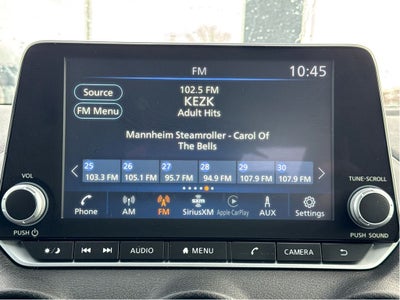 FM 10:45
Source
102.5 FM
KEZK
FM Menu
Adult Hits
Mannheim Steamroller - Carol Of
The Bells
25 26 27 28 29 30
103.3 FM 105.1 FM 95.7 FM 94.9 FM 107.9 FM 107.9 FM
VOL
TUNE·SCROLL
sxm
Phone AM FM SiriusXM Apple CarPlay AUX Settings
PUSH
PUSH SOUND
AUDIO MENU CAMERA